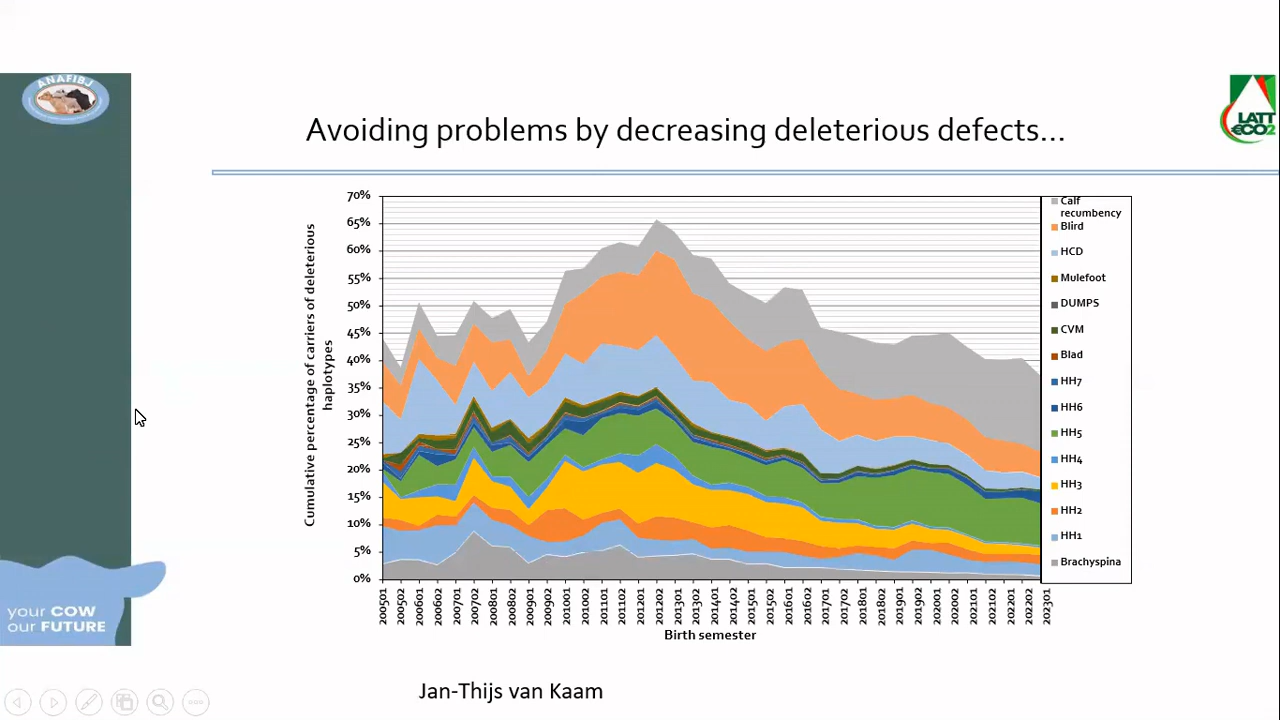 ANAFIBJ
LATT
€CO2
Avoiding problems by decreasing deleterious defects...
Cumulative percentage of carriers of deleterious
haplotypes
70%
65%
60%
55%
50%
45%
40%
35%
30%
25%
20%
15%
10%
5%
0%
Calf
recumbency
Blird
HCD
Mulefoot
DUMPS
CVM
Blad
HH7
HH6
HH5
HH4
HH3
HH2
HH1
Brachyspina
200501
200502
200601
200602
200701
200702
200801
200802
200901
200902
201001
201002
201101
201102
201201
201202
201301
201302
201401
201402
201501
201502
201601
201602
201701
201702
201801
201802
201901
201902
202001
202002
202101
202102
202201
202202
202301
Birth semester
your COW
our FUTURE
Jan-Thijs van Kaam